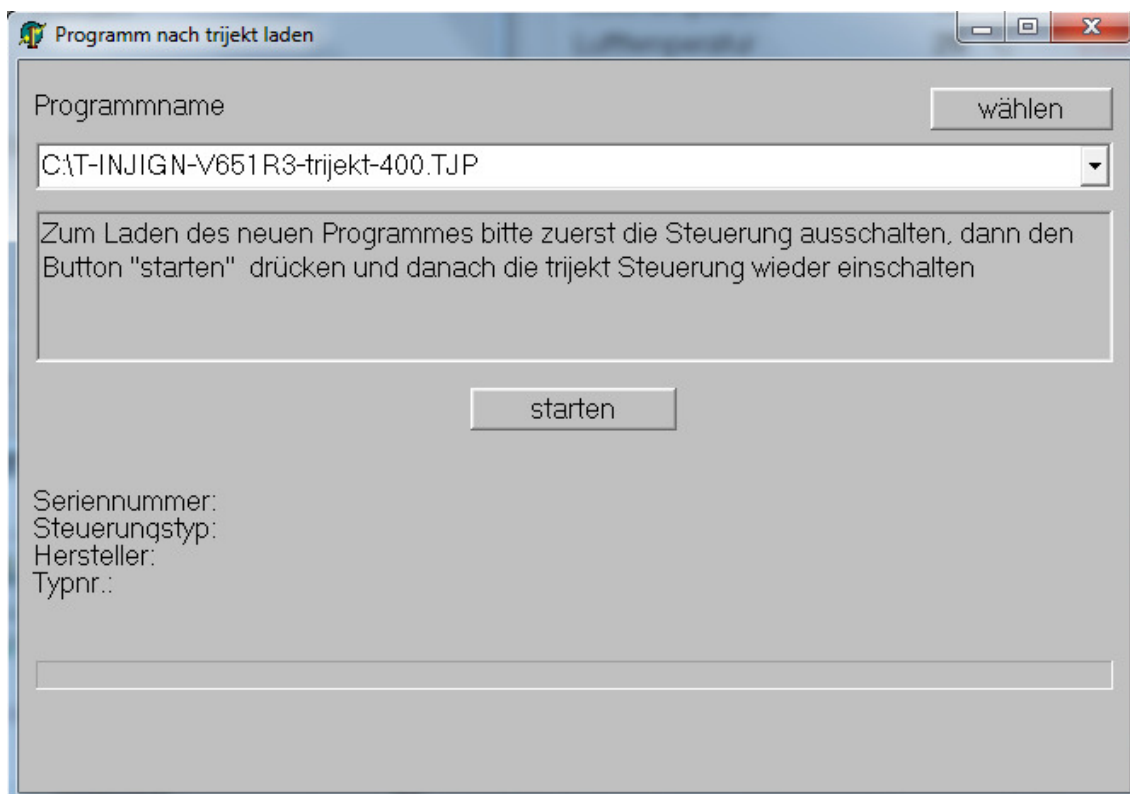 Programm nach trijekt laden
Lufttemperatur
Programmname
wählen
C:\T-INJIGN-V651R3-trijekt-400.TJP
Zum Laden des neuen Programmes bitte zuerst die Steuerung ausschalten, dann den
Button "starten" drücken und danach die trijekt Steuerung wieder einschalten
starten
Seriennummer:
Steuerungstyp:
Hersteller:
Typnr.: